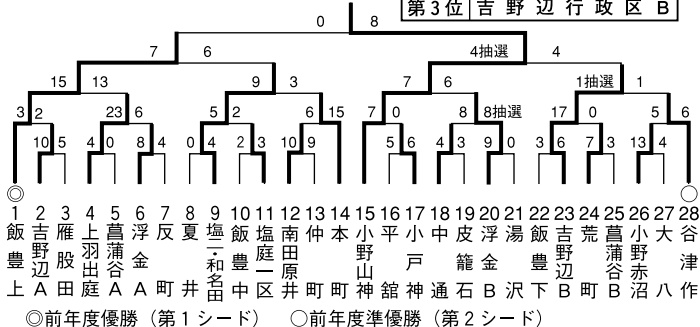 第3位 吉野辺行政区B
0 8
7 6 4抽選 4
15 13 9 3 7 6 1抽選 1
3 2 23 6 5 2 6 15 7 0 8 8抽選 17 0 5 6
10 5 4 0 8 4 0 4 2 3 10 9 5 6 4 3 9 0 3 6 7 3 13 4
◎ ○
1 2 3 4 5 6 7 8 9 10 11 12 13 14 15 16 17 18 19 20 21 22 23 24 25 26 27 28
飯豊上 吉野辺A 雁股田 上羽出庭 菖蒲谷A 浮金A 反町 夏井 塩二・和名田 飯豊中 塩庭一区 南田原井 仲町 本町 小野山神 平舘 小戸神 中通 皮籠石 浮金B 湯沢 飯豊下 吉野辺B 荒町 菖蒲谷B 小野赤沼 大八 谷津作
◎前年度優勝（第1シード） ○前年度準優勝（第2シード）